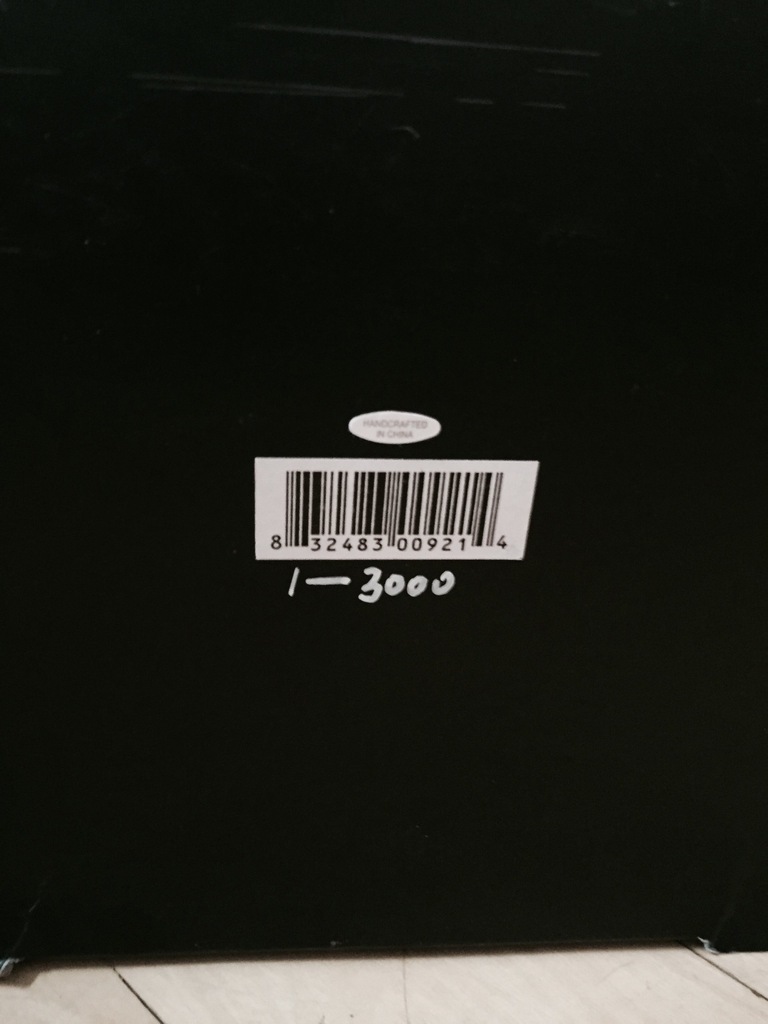 HANDCRAFTED
IN CHINA
8 32483 00921 4
1—3000